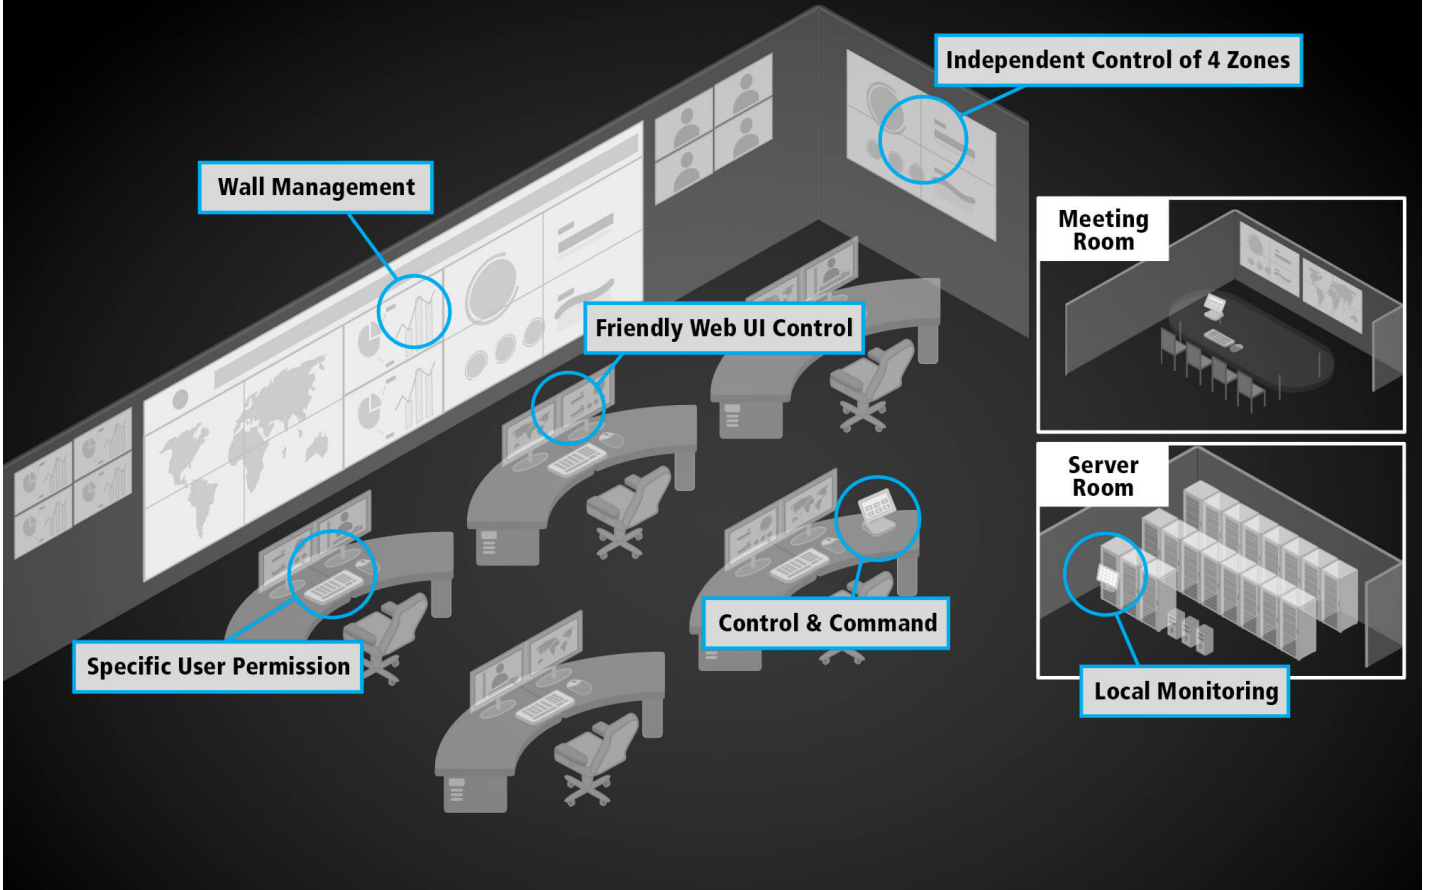 Independent Control of 4 Zones
Wall Management
Meeting
Room
Friendly Web UI Control
Server
Room
Control & Command
Specific User Permission
Local Monitoring